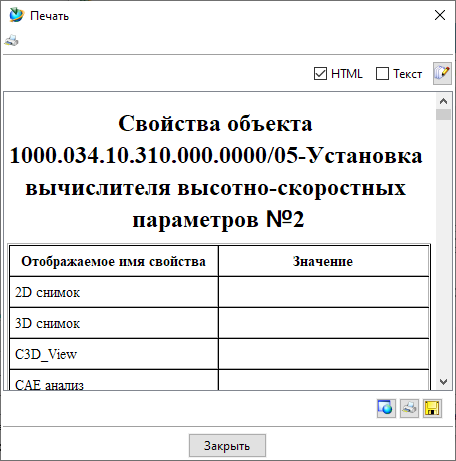 Печать
HTML
Текст
Свойства объекта
1000.034.10.310.000.0000/05-Установка
вычислителя высотно-скоростных
параметров №2
Отображаемое имя свойства Значение
2D снимок
3D снимок
C3D_View
CAE анализ
Закрыть